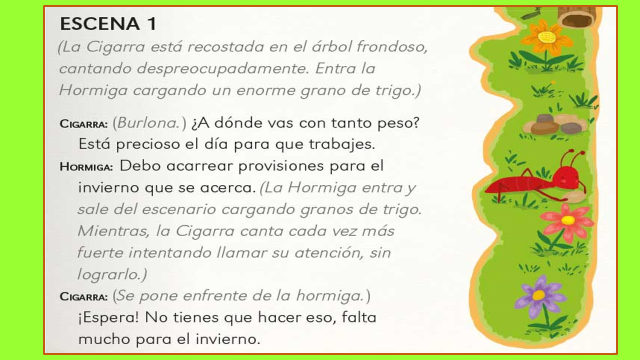 ESCENA 1
(La Cigarra está recostada en el árbol frondoso,
cantando despreocupadamente. Entra la
Hormiga cargando un enorme grano de trigo.)
CIGARRA: (Burlona.) ¿A dónde vas con tanto peso?
Está precioso el día para que trabajes.
HORMIGA: Debo acarrear provisiones para el
invierno que se acerca. (La Hormiga entra y
sale del escenario cargando granos de trigo.
Mientras, la Cigarra canta cada vez más
fuerte intentando llamar su atención, sin
lograrlo.)
CIGARRA: (Se pone enfrente de la hormiga.)
¡Espera! No tienes que hacer eso, falta
mucho para el invierno.